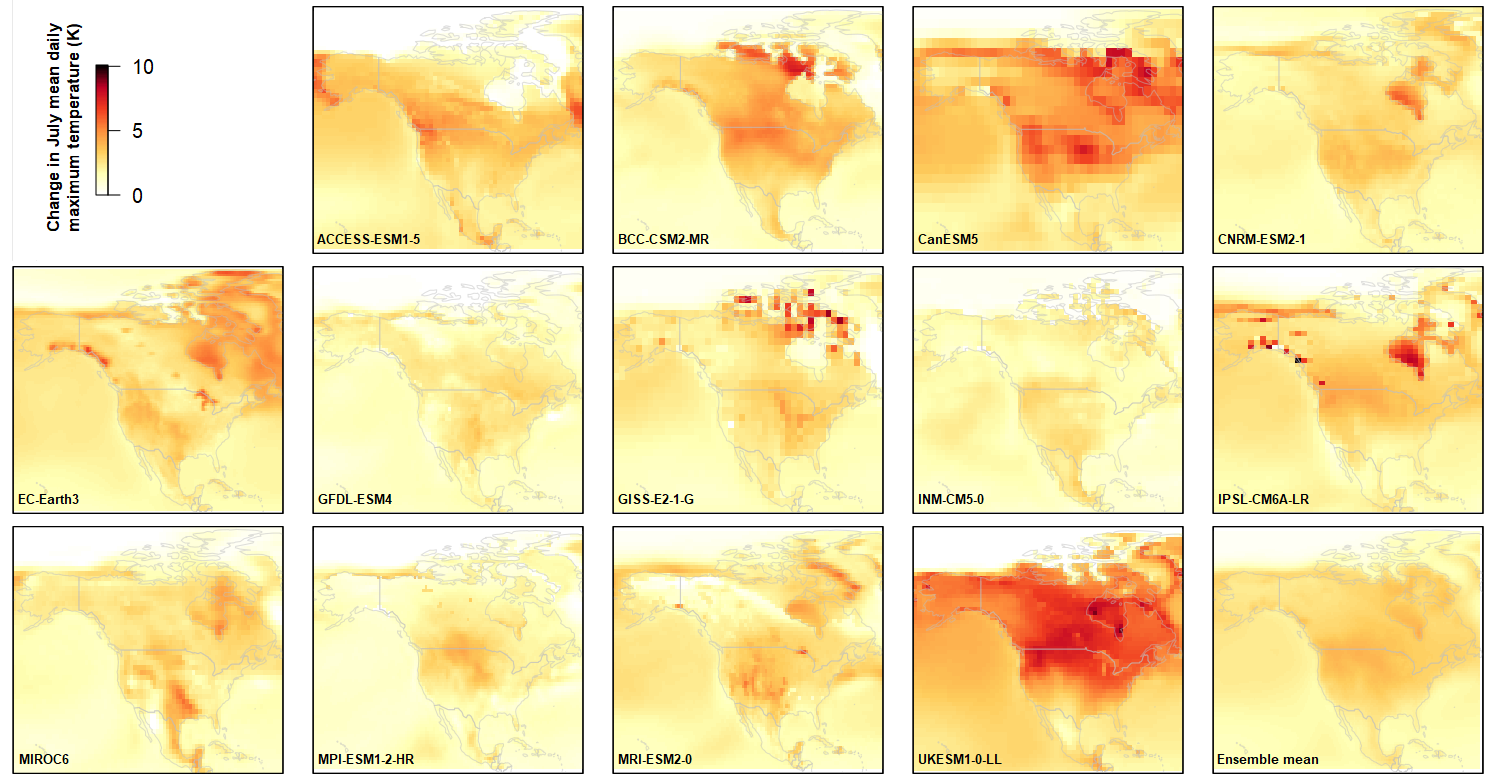 Change in July mean daily
maximum temperature (K)
10
5
0
ACCESS-ESM1-5
BCC-CSM2-MR
CanESM5
CNRM-ESM2-1
EC-Earth3
GFDL-ESM4
GISS-E2-1-G
INM-CM5-0
IPSL-CM6A-LR
MIROC6
MPI-ESM1-2-HR
MRI-ESM2-0
UKESM1-0-LL
Ensemble mean